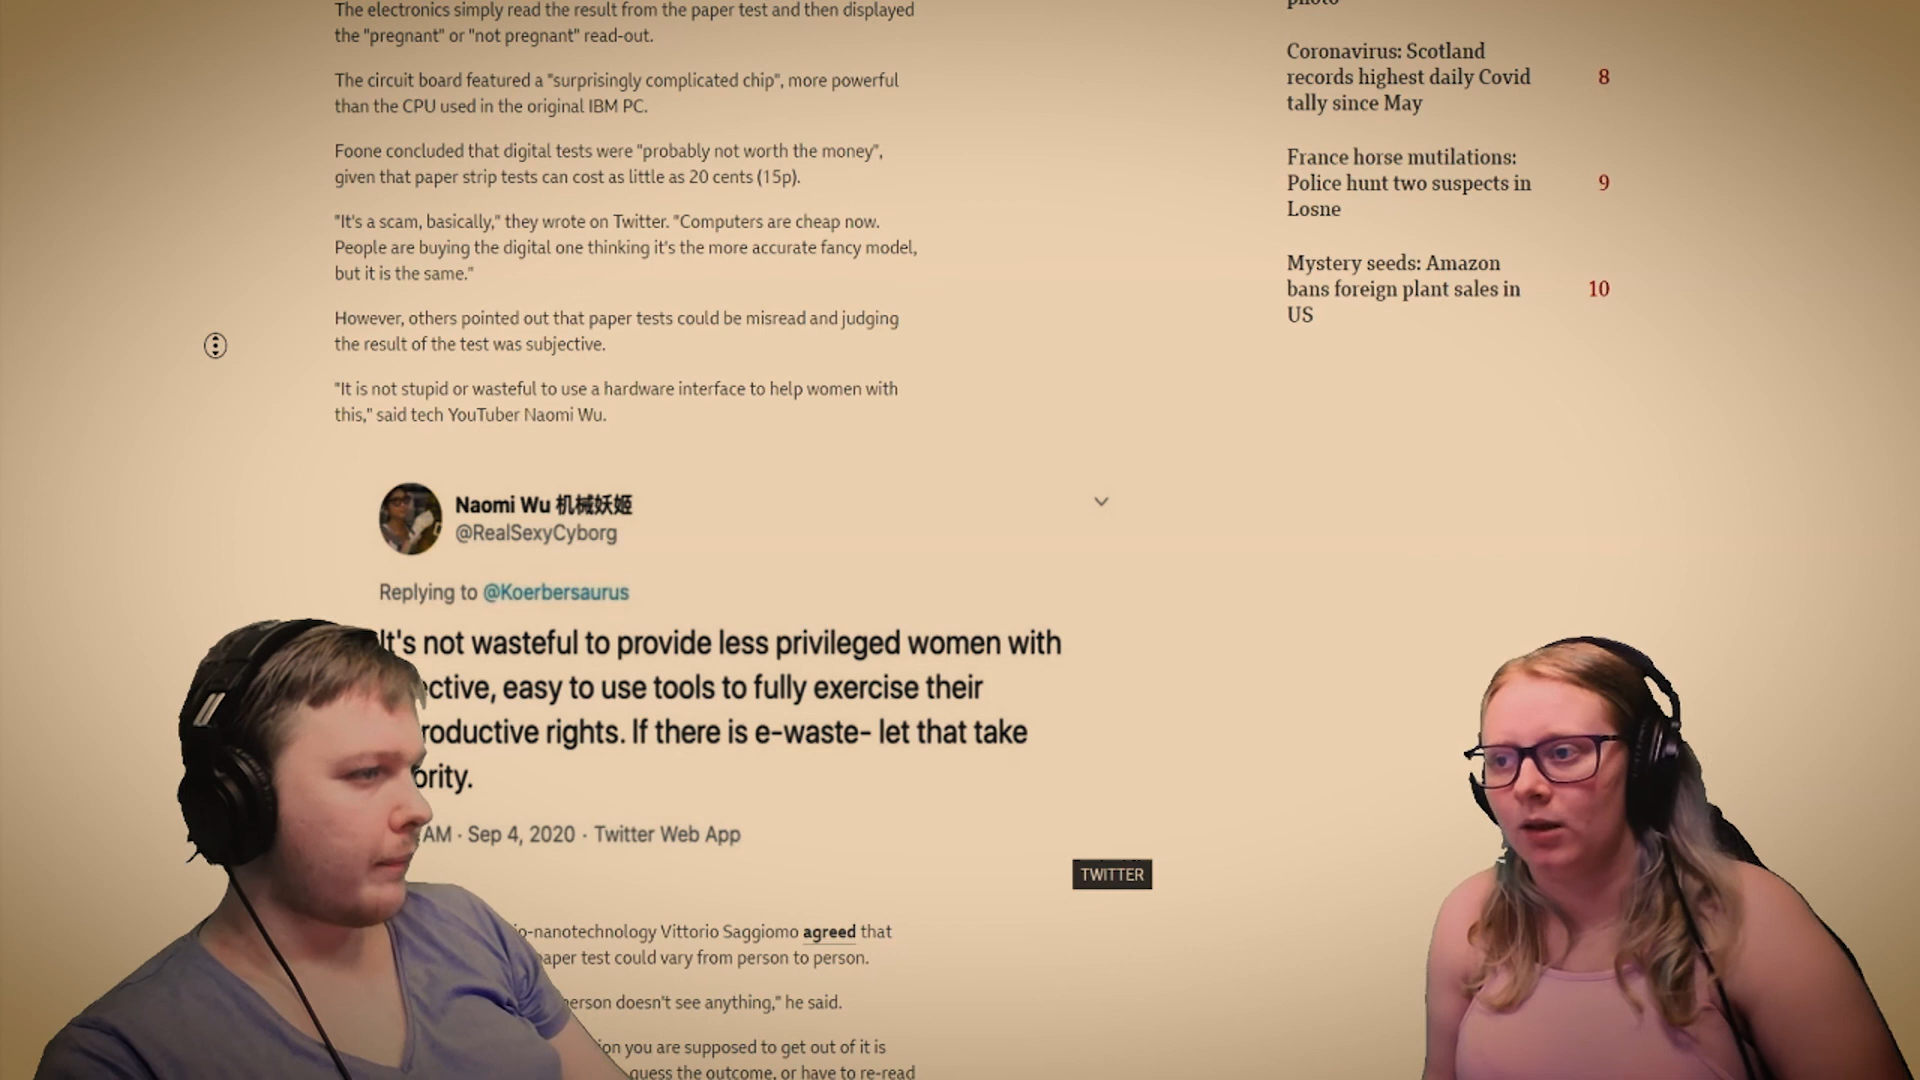 The electronics simply read the result from the paper test and then displayed
the "pregnant" or "not pregnant" read-out.
The circuit board featured a "surprisingly complicated chip", more powerful
than the CPU used in the original IBM PC.
Foone concluded that digital tests were "probably not worth the money",
given that paper strip tests can cost as little as 20 cents (15p).
"It's a scam, basically," they wrote on Twitter. "Computers are cheap now.
People are buying the digital one thinking it's the more accurate fancy model,
but it is the same."
However, others pointed out that paper tests could be misread and judging
the result of the test was subjective.
"It is not stupid or wasteful to use a hardware interface to help women with
this," said tech YouTuber Naomi Wu.
Naomi Wu 机械妖姬
@RealSexyCyborg
Replying to @Koerbersaurus
It's not wasteful to provide less privileged women with
ective, easy to use tools to fully exercise their
roductive rights. If there is e-waste- let that take
ority.
AM · Sep 4, 2020 · Twitter Web App
TWITTER
o-nanotechnology Vittorio Saggiomo agreed that
aper test could vary from person to person.
erson doesn't see anything," he said.
on you are supposed to get out of it is
guess the outcome, or have to re-read
photo
Coronavirus: Scotland
records highest daily Covid 8
tally since May
France horse mutilations:
Police hunt two suspects in 9
Losne
Mystery seeds: Amazon
bans foreign plant sales in 10
US